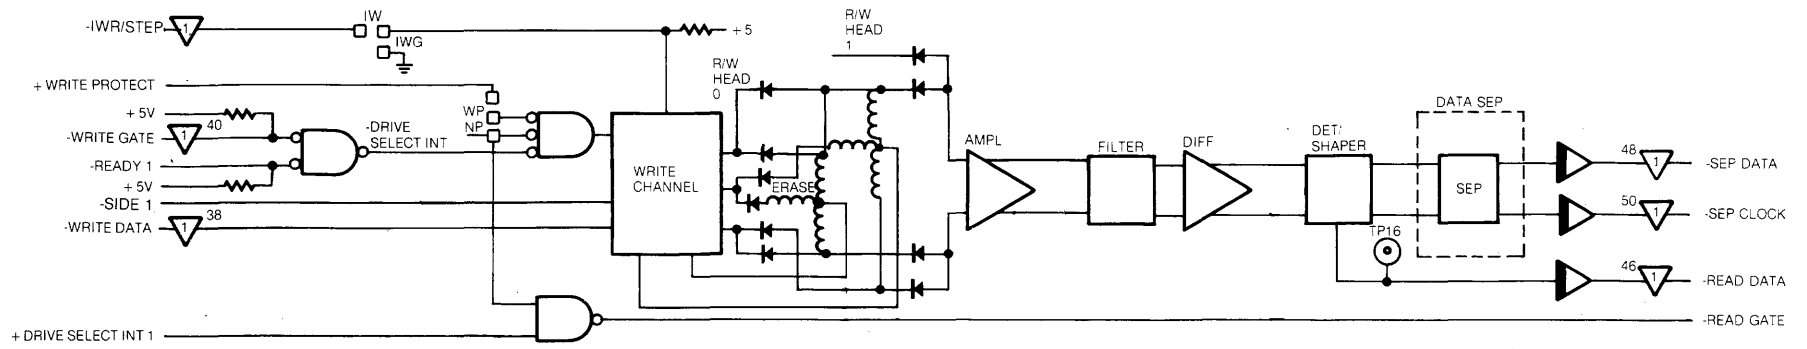 -IWR/STEP
1
IW
IWG
+ 5
R/W
HEAD
1
+ WRITE PROTECT
R/W
HEAD
0
+ 5V
-WRITE GATE
1
40
-READY 1
+ 5V
-SIDE 1
-WRITE DATA
1
38
-DRIVE
SELECT INT
WP
NP
WRITE
CHANNEL
ERASE
AMPL
FILTER
DIFF
DET/
SHAPER
TP16
DATA SEP
SEP
48
1
-SEP DATA
50
1
-SEP CLOCK
46
1
-READ DATA
-READ GATE
+ DRIVE SELECT INT 1